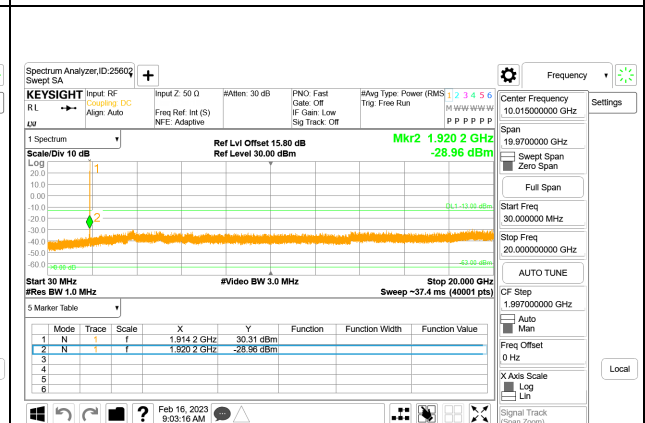 Spectrum Analyzer,ID:25602
Swept SA
+
Frequency
KEYSIGHT
RL
Input: RF
Coupling: DC
Align: Auto
Input Z: 50 Ω
Freq Ref: Int (S)
NFE: Adaptive
#Atten: 30 dB
PNO: Fast
Gate: Off
IF Gain: Low
Sig Track: Off
#Avg Type: Power (RMS
Trig: Free Run
1 2 3 4 5 6
M W W W W W
P P P P P P
Center Frequency
10.015000000 GHz
Settings
1 Spectrum
Scale/Div 10 dB
Log
Ref Lvl Offset 15.80 dB
Ref Level 30.00 dBm
Mkr2 1.920 2 GHz
-28.96 dBm
Span
19.9700000 GHz
Swept Span
Zero Span
Full Span
Start Freq
30.000000 MHz
Stop Freq
20.000000000 GHz
AUTO TUNE
CF Step
1.997000000 GHz
Auto
Man
Freq Offset
0 Hz
X Axis Scale
Log
Lin
Signal Track
(Span Zoom)
Local
20.0
10.0
0.0
-10.0
-20.0
-30.0
-40.0
-50.0
-60.0
1
2
DL1 -13.00 dBm
Start 30 MHz
#Res BW 1.0 MHz
#Video BW 3.0 MHz
Stop 20.000 GHz
Sweep ~37.4 ms (40001 pts)
5 Marker Table
Mode Trace Scale X Y Function Function Width Function Value
1 N 1 f 1.914 2 GHz 30.31 dBm
2 N 1 f 1.920 2 GHz -28.96 dBm
3
4
5
6
?
Feb 16, 2023
9:03:16 AM